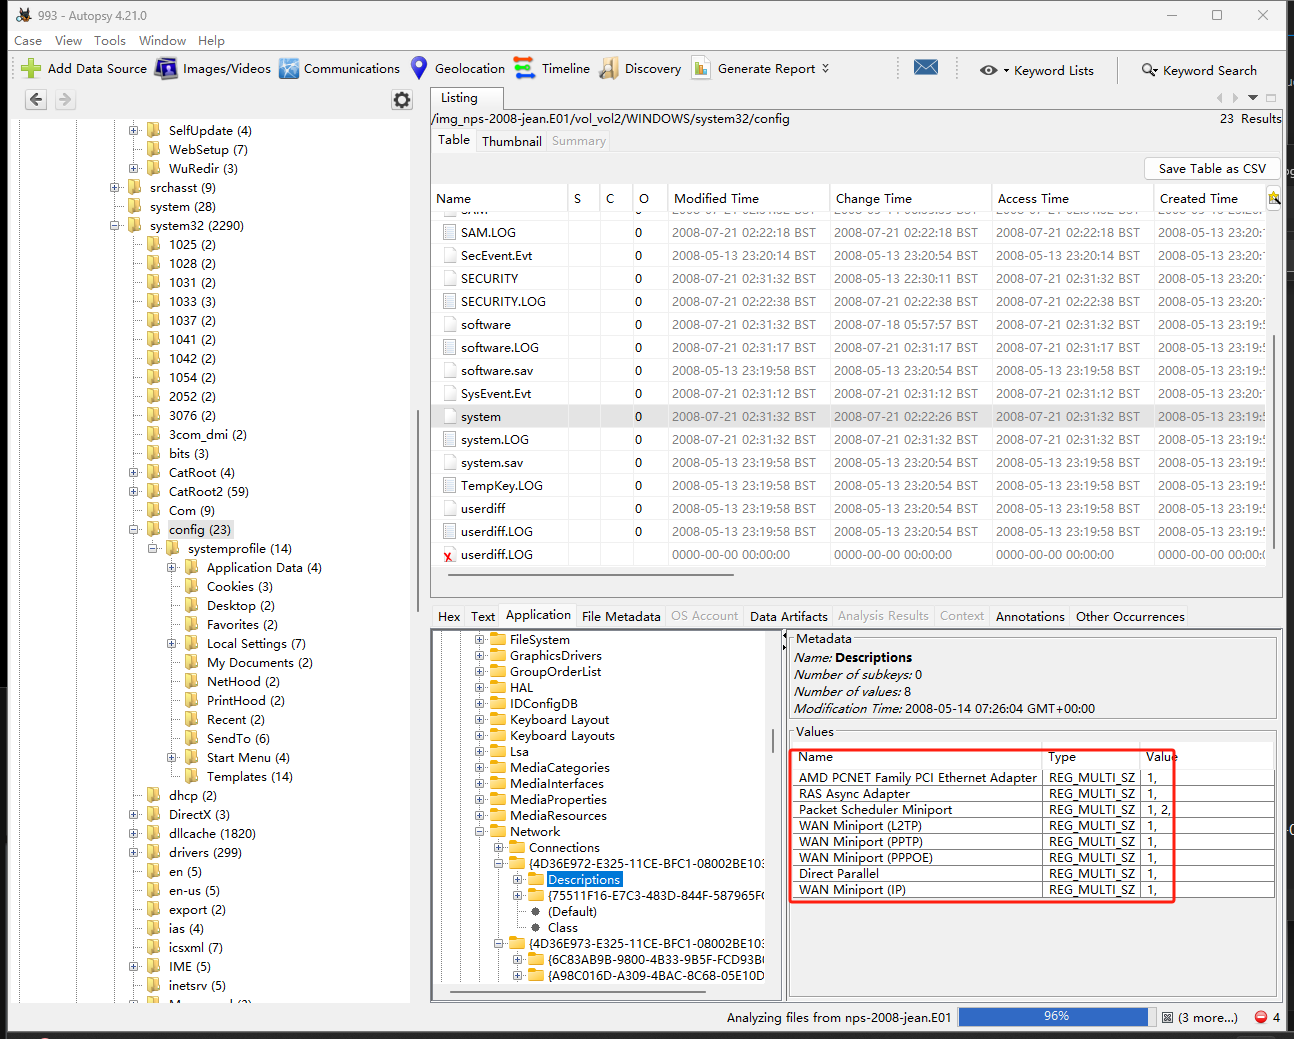 993 - Autopsy 4.21.0
Case View Tools Window Help
Add Data Source Images/Videos Communications Geolocation Timeline Discovery Generate Report Keyword Lists Keyword Search
SelfUpdate (4)
WebSetup (7)
WuRedir (3)
srchasst (9)
system (28)
system32 (2290)
1025 (2)
1028 (2)
1031 (2)
1033 (3)
1037 (2)
1041 (2)
1042 (2)
1054 (2)
2052 (2)
3076 (2)
3com_dmi (2)
bits (3)
CatRoot (4)
CatRoot2 (59)
Com (9)
config (23)
systemprofile (14)
Application Data (4)
Cookies (3)
Desktop (2)
Favorites (2)
Local Settings (7)
My Documents (2)
NetHood (2)
PrintHood (2)
Recent (2)
SendTo (6)
Start Menu (4)
Templates (14)
dhcp (2)
DirectX (3)
dllcache (1820)
drivers (299)
en (5)
en-us (5)
export (2)
ias (4)
icsxml (7)
IME (5)
inetsrv (5)
Listing
/img_nps-2008-jean.E01/vol_vol2/WINDOWS/system32/config 23 Results
Table Thumbnail Summary
Save Table as CSV
Name S C O Modified Time Change Time Access Time Created Time
SAM.LOG 0 2008-07-21 02:22:18 BST 2008-07-21 02:22:18 BST 2008-07-21 02:22:18 BST 2008-05-13 23:20:
SecEvent.Evt 0 2008-05-13 23:20:14 BST 2008-05-13 23:20:54 BST 2008-05-13 23:20:14 BST 2008-05-13 23:20:
SECURITY 0 2008-07-21 02:31:32 BST 2008-05-13 22:30:11 BST 2008-07-21 02:31:32 BST 2008-05-13 23:20:
SECURITY.LOG 0 2008-07-21 02:22:38 BST 2008-07-21 02:22:38 BST 2008-07-21 02:22:38 BST 2008-05-13 23:20:
software 0 2008-07-21 02:31:32 BST 2008-07-18 05:57:57 BST 2008-07-21 02:31:32 BST 2008-05-13 23:19:5
software.LOG 0 2008-07-21 02:31:17 BST 2008-07-21 02:31:17 BST 2008-07-21 02:31:17 BST 2008-05-13 23:19:5
software.sav 0 2008-05-13 23:19:58 BST 2008-05-13 23:20:54 BST 2008-05-13 23:19:58 BST 2008-05-13 23:19:5
SysEvent.Evt 0 2008-07-21 02:31:12 BST 2008-07-21 02:31:12 BST 2008-07-21 02:31:12 BST 2008-05-13 23:20:
system 0 2008-07-21 02:31:32 BST 2008-07-21 02:22:26 BST 2008-07-21 02:31:32 BST 2008-05-13 23:19:5
system.LOG 0 2008-07-21 02:31:32 BST 2008-07-21 02:31:32 BST 2008-07-21 02:31:32 BST 2008-05-13 23:19:5
system.sav 0 2008-05-13 23:19:58 BST 2008-05-13 23:20:54 BST 2008-05-13 23:19:58 BST 2008-05-13 23:19:5
TempKey.LOG 0 2008-05-13 23:19:58 BST 2008-05-13 23:20:54 BST 2008-05-13 23:19:58 BST 2008-05-13 23:19:5
userdiff 0 2008-05-13 23:19:58 BST 2008-05-13 23:20:54 BST 2008-05-13 23:19:58 BST 2008-05-13 23:19:5
userdiff.LOG 0 2008-05-13 23:19:58 BST 2008-05-13 23:20:54 BST 2008-05-13 23:19:58 BST 2008-05-13 23:19:5
userdiff.LOG 0000-00-00 00:00:00 0000-00-00 00:00:00 0000-00-00 00:00:00 0000-00-00 00:00:
Hex Text Application File Metadata OS Account Data Artifacts Analysis Results Context Annotations Other Occurrences
FileSystem
GraphicsDrivers
GroupOrderList
HAL
IDConfigDB
Keyboard Layout
Keyboard Layouts
Lsa
MediaCategories
MediaInterfaces
MediaProperties
MediaResources
Network
Connections
{4D36E972-E325-11CE-BFC1-08002BE103
Descriptions
{75511F16-E7C3-483D-844F-587965F
(Default)
Class
{4D36E973-E325-11CE-BFC1-08002BE103
{6C83AB9B-9800-4B33-9B5F-FCD93B
{A98C016D-A309-4BAC-8C68-05E10D
Metadata
Name: Descriptions
Number of subkeys: 0
Number of values: 8
Modification Time: 2008-05-14 07:26:04 GMT+00:00
Values
Name Type Value
AMD PCNET Family PCI Ethernet Adapter REG_MULTI_SZ 1,
RAS Async Adapter REG_MULTI_SZ 1,
Packet Scheduler Miniport REG_MULTI_SZ 1, 2,
WAN Miniport (L2TP) REG_MULTI_SZ 1,
WAN Miniport (PPTP) REG_MULTI_SZ 1,
WAN Miniport (PPPOE) REG_MULTI_SZ 1,
Direct Parallel REG_MULTI_SZ 1,
WAN Miniport (IP) REG_MULTI_SZ 1,
Analyzing files from nps-2008-jean.E01 96% (3 more...) 4